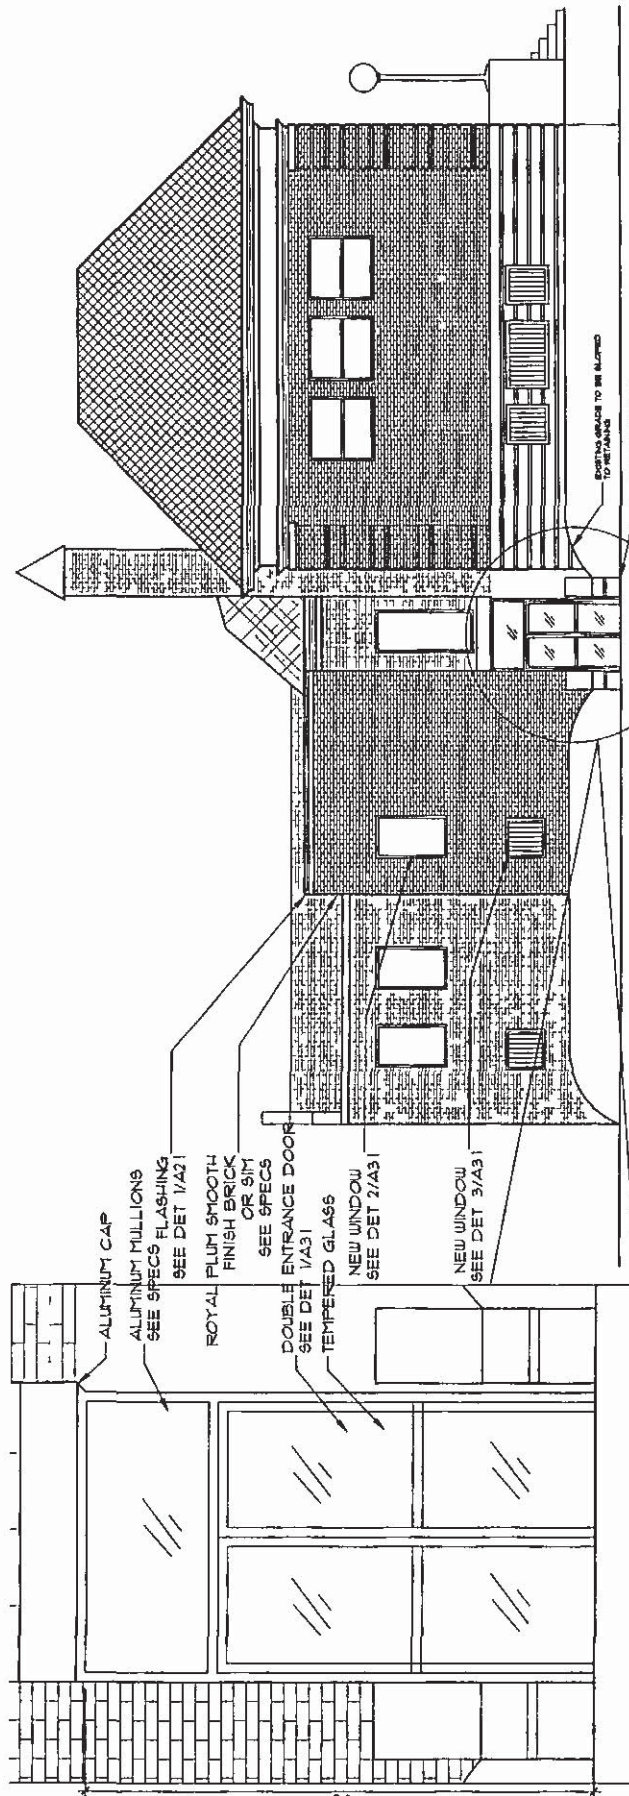 ALUMINUM CAP
ALUMINUM MULLIONS
SEE SPECS
FLASHING
SEE DET 1/A21
ROYAL PLUM SMOOTH
FINISH BRICK
OR SIM
SEE SPECS
DOUBLE ENTRANCE DOOR
SEE DET 1/A31
TEMPERED GLASS
NEW WINDOW
SEE DET 2/A31
NEW WINDOW
SEE DET 3/A31
EXISTING GRADE TO BE SLOPED
TO RETAINING